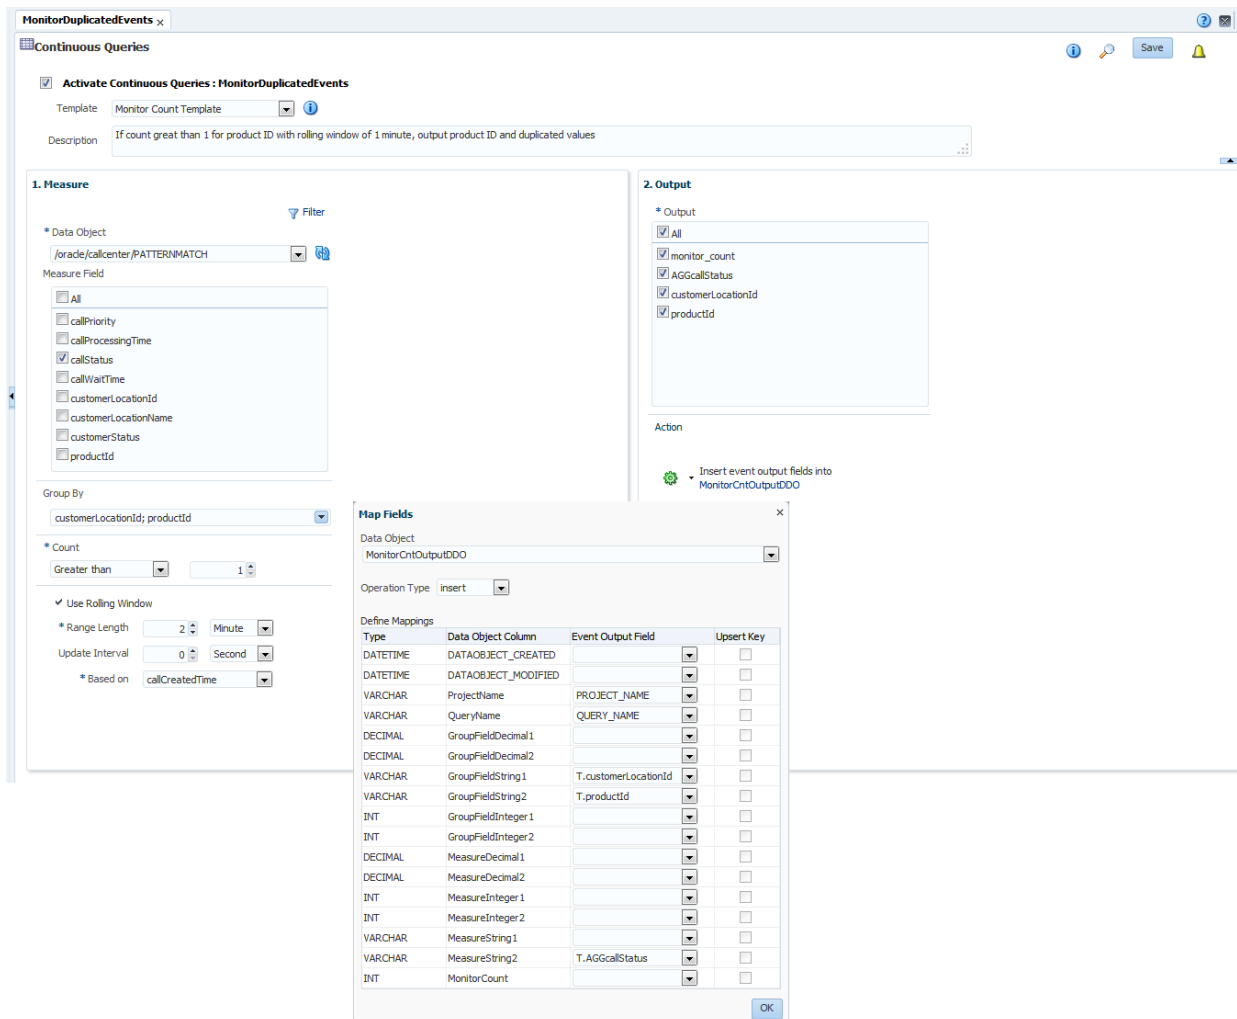 MonitorDuplicatedEvents ×
Continuous Queries
Save
Activate Continuous Queries : MonitorDuplicatedEvents
Template Monitor Count Template
Description If count great than 1 for product ID with rolling window of 1 minute, output product ID and duplicated values
1. Measure
Filter
* Data Object
/oracle/callcenter/PATTERNMATCH
Measure Field
All
callPriority
callProcessingTime
callStatus
callWaitTime
customerLocationId
customerLocationName
customerStatus
productId
Group By
customerLocationId; productId
* Count
Greater than 1
Use Rolling Window
* Range Length 2 Minute
Update Interval 0 Second
* Based on callCreatedTime
2. Output
* Output
All
monitor_count
AGGcallStatus
customerLocationId
productId
Action
Insert event output fields into
MonitorCntOutputDDO
Map Fields ×
Data Object
MonitorCntOutputDDO
Operation Type insert
Define Mappings
Type Data Object Column Event Output Field Upsert Key
DATETIME DATAOBJECT_CREATED
DATETIME DATAOBJECT_MODIFIED
VARCHAR ProjectName PROJECT_NAME
VARCHAR QueryName QUERY_NAME
DECIMAL GroupFieldDecimal1
DECIMAL GroupFieldDecimal2
VARCHAR GroupFieldString1 T.customerLocationId
VARCHAR GroupFieldString2 T.productId
INT GroupFieldInteger1
INT GroupFieldInteger2
DECIMAL MeasureDecimal1
DECIMAL MeasureDecimal2
INT MeasureInteger1
INT MeasureInteger2
VARCHAR MeasureString1
VARCHAR MeasureString2 T.AGGcallStatus
INT MonitorCount
OK